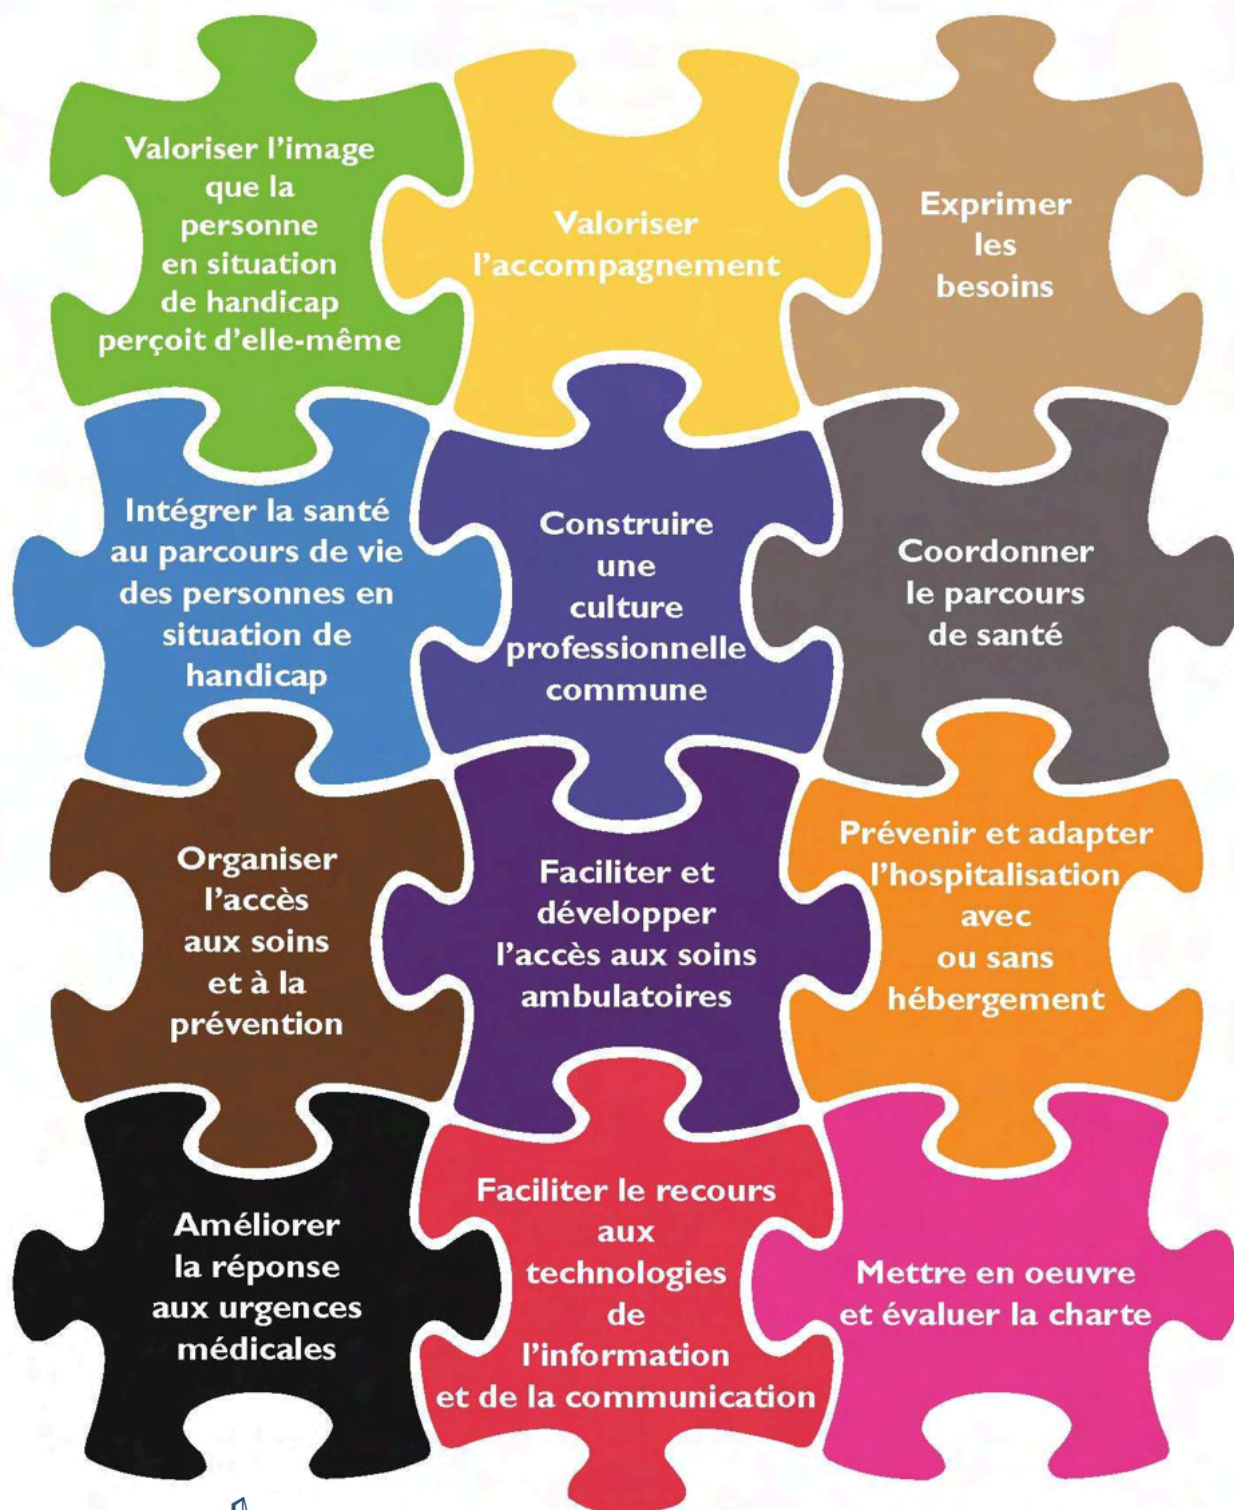 Valoriser l'image
que la
personne
en situation
de handicap
perçoit d'elle-même
Valoriser
l'accompagnement
Exprimer
les
besoins
Intégrer la santé
au parcours de vie
des personnes en
situation de
handicap
Construire
une
culture
professionnelle
commune
Coordonner
le parcours
de santé
Organiser
l'accès
aux soins
et à la
prévention
Faciliter et
développer
l'accès aux soins
ambulatoires
Prévenir et adapter
l'hospitalisation
avec
ou sans
hébergement
Améliorer
la réponse
aux urgences
médicales
Faciliter le recours
aux
technologies
de
l'information
et de la communication
Mettre en oeuvre
et évaluer la charte